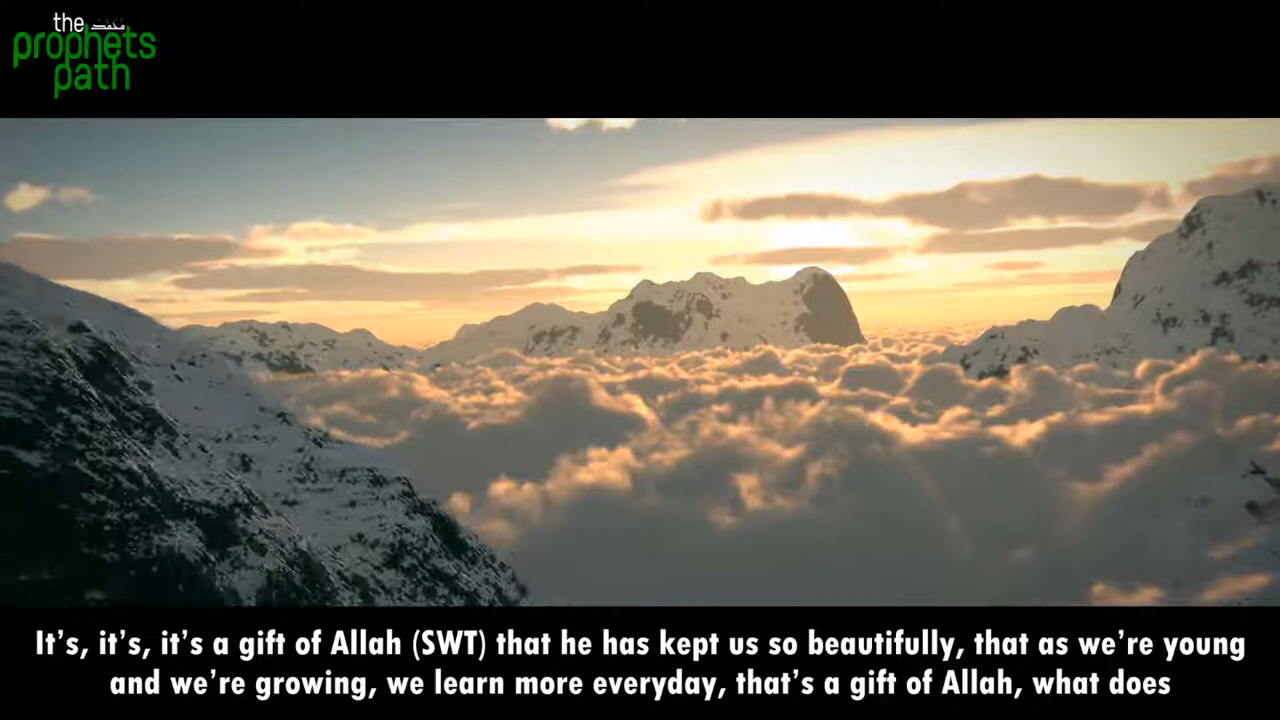 the محمد
prophets
path
It's, it's, it's a gift of Allah (SWT) that he has kept us so beautifully, that as we're young
and we're growing, we learn more everyday, that's a gift of Allah, what does